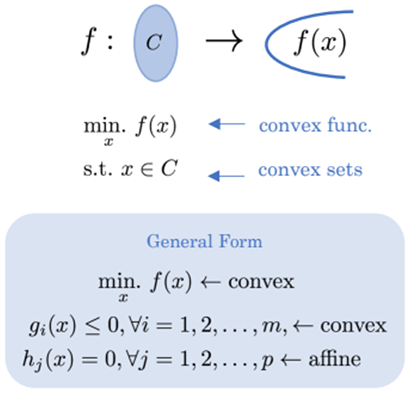 f : C → f(x)
min. f(x) ← convex func.
x
s.t. x ∈ C ← convex sets
General Form
min. f(x) ← convex
x
gᵢ(x) ≤ 0, ∀i = 1, 2, . . . , m, ← convex
hⱼ(x) = 0, ∀j = 1, 2, . . . , p ← affine